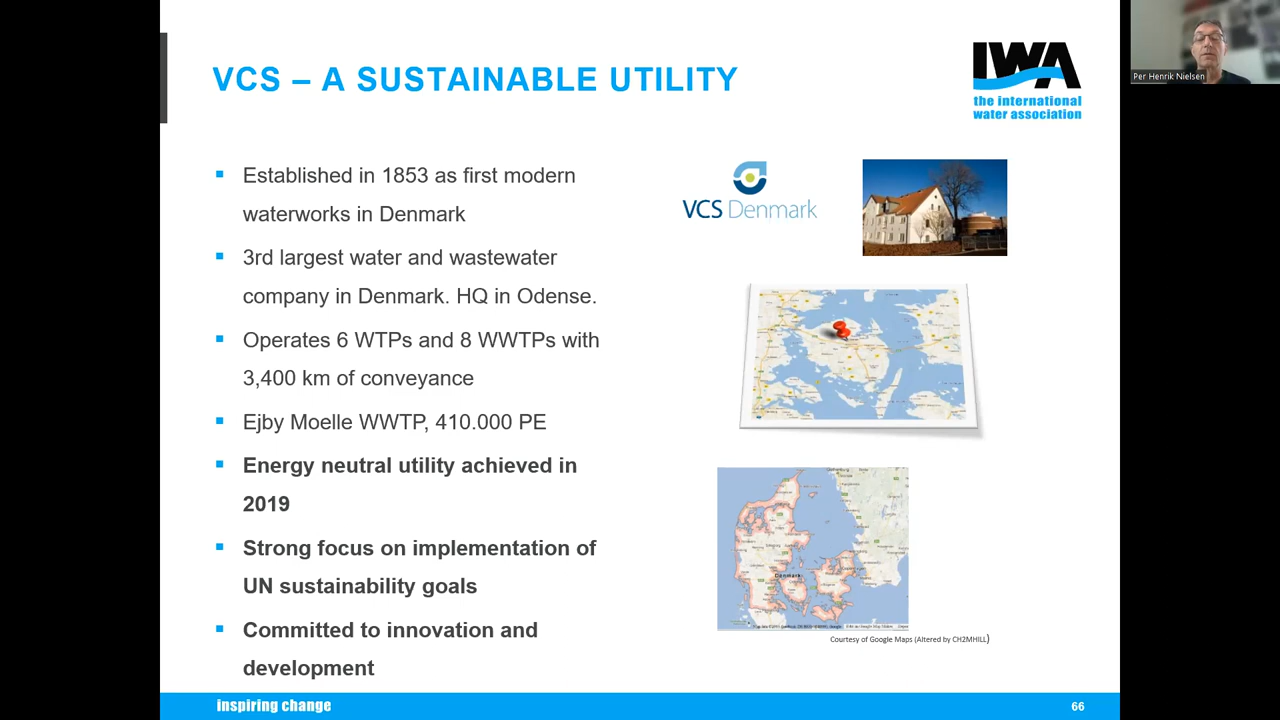 VCS – A SUSTAINABLE UTILITY
IWA
the international
water association
Per Henrik Nielsen
Established in 1853 as first modern
waterworks in Denmark
3rd largest water and wastewater
company in Denmark. HQ in Odense.
Operates 6 WTPs and 8 WWTPs with
3,400 km of conveyance
Ejby Moelle WWTP, 410.000 PE
Energy neutral utility achieved in
2019
Strong focus on implementation of
UN sustainability goals
Committed to innovation and
development
VCS Denmark
Denmark
Courtesy of Google Maps (Altered by CH2MHILL)
inspiring change
66